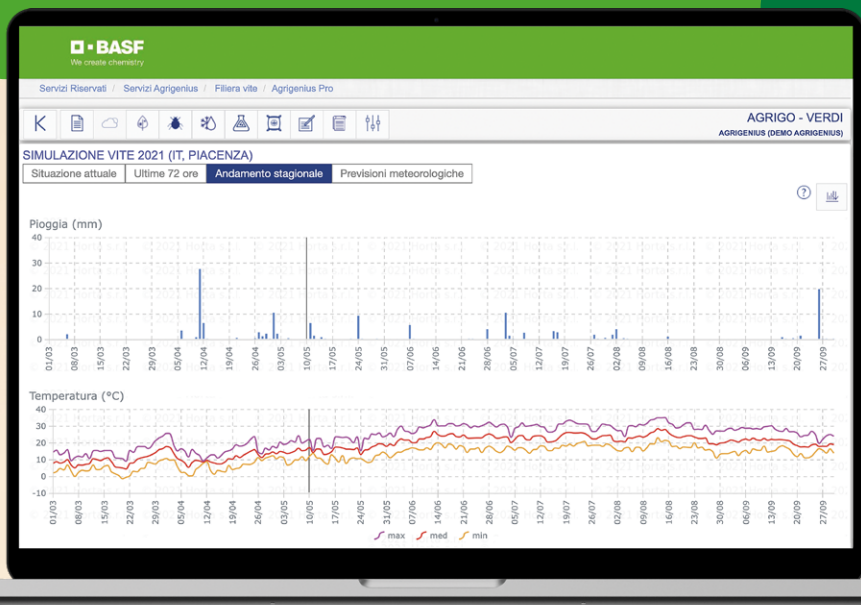 BASF
We create chemistry
Servizi Riservati / Servizi Agrigenius / Filiera vite / Agrigenius Pro
AGRIGO - VERDI
AGRIGENIUS (DEMO AGRIGENIUS)
SIMULAZIONE VITE 2021 (IT, PIACENZA)
Situazione attuale Ultime 72 ore Andamento stagionale Previsioni meteorologiche
?
Pioggia (mm)
40
30
20
10
0
01/03 08/03 15/03 22/03 29/03 05/04 12/04 19/04 26/04 03/05 10/05 17/05 24/05 31/05 07/06 14/06 21/06 28/06 05/07 12/07 19/07 26/07 02/08 09/08 16/08 23/08 30/08 06/09 13/09 20/09 27/09
Temperatura (°C)
40
30
20
10
0
-10
01/03 08/03 15/03 22/03 29/03 05/04 12/04 19/04 26/04 03/05 10/05 17/05 24/05 31/05 07/06 14/06 21/06 28/06 05/07 12/07 19/07 26/07 02/08 09/08 16/08 23/08 30/08 06/09 13/09 20/09 27/09
max med min